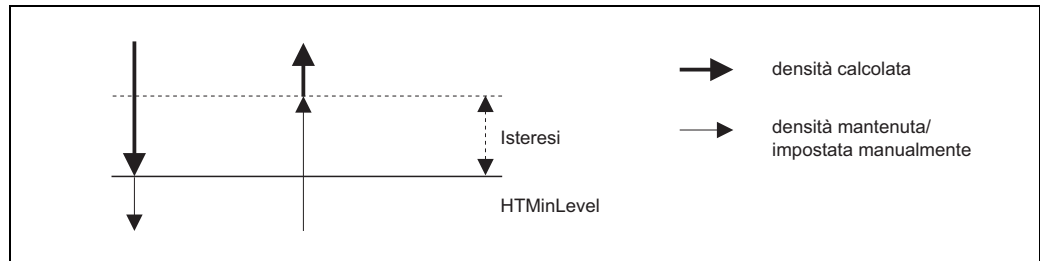 densità calcolata
densità mantenuta/
impostata manualmente
Isteresi
HTMinLevel